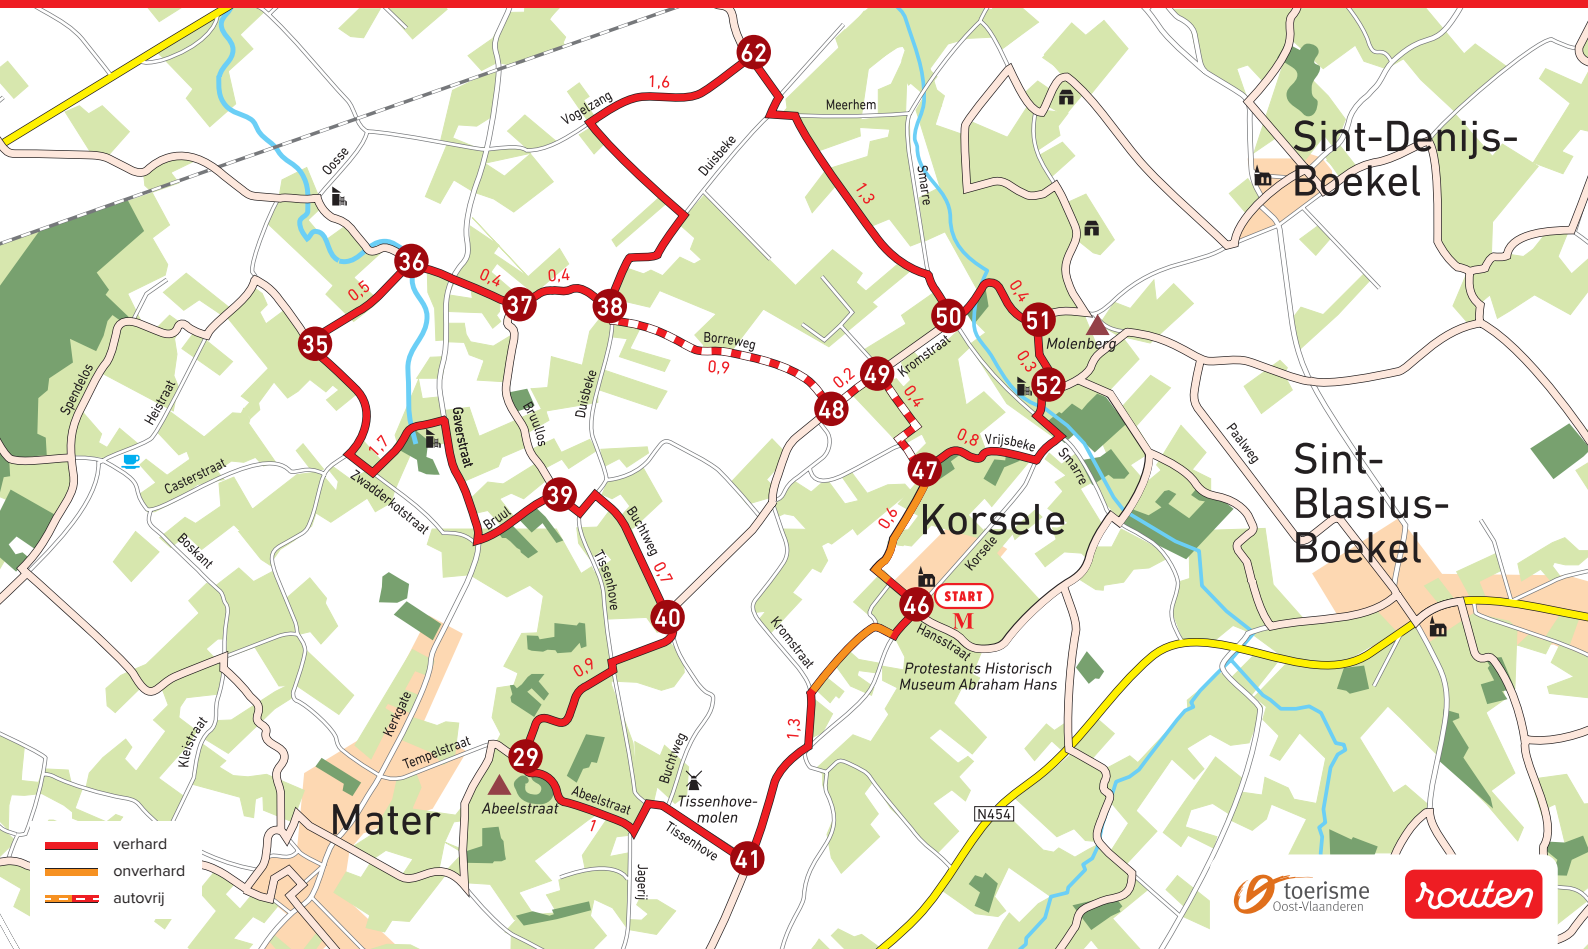 62
1,6
Vogelzang
Meerhem
Duisbeke
Oosse
Smarre
1,3
Sint-Denijs-
Boekel
36
0,4
37
0,4
38
0,5
35
50
0,4
51
Molenberg
0,3
52
Borreweg
0,9
0,2
49
Kromstraat
0,4
48
Spendelos
Heistraat
Duisbeke
Bruullos
Gaverstraat
1,7
Zwadderkotstraat
Casterstraat
Boskant
0,8
Vrijsbeke
47
Smarre
Paalweg
Sint-
Blasius-
Boekel
39
Bruul
Buchtweg
0,7
Tissenhove
0,6
Korsele
Korsele
46
START
M
Hansstraat
Protestants Historisch
Museum Abraham Hans
40
Kromstraat
0,9
Kerkgate
Kleistraat
Tempelstraat
29
Abeelstraat
Abeelstraat
1
Buchtweg
Tissenhove-
molen
Tissenhove
1,3
41
Jagerij
Mater
N454
verhard
onverhard
autovrij
toerisme
Oost-Vlaanderen
routen